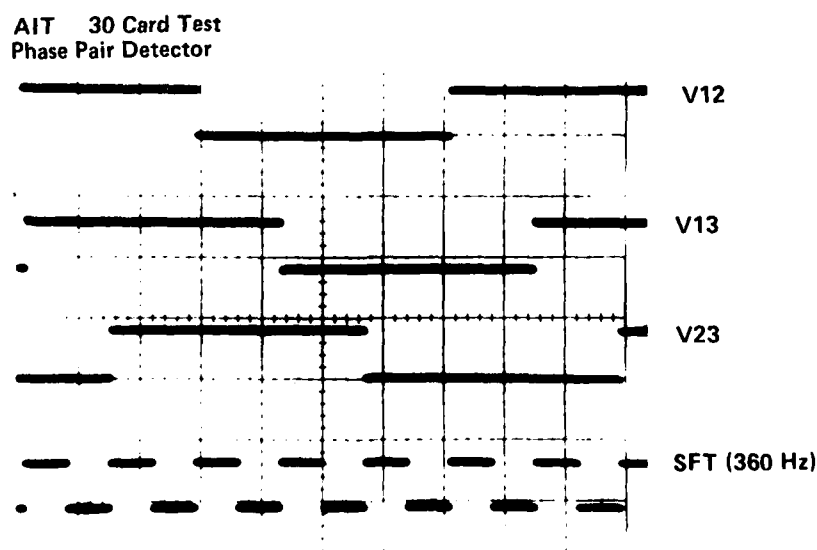 AIT 30 Card Test
Phase Pair Detector
V12
V13
V23
SFT (360 Hz)